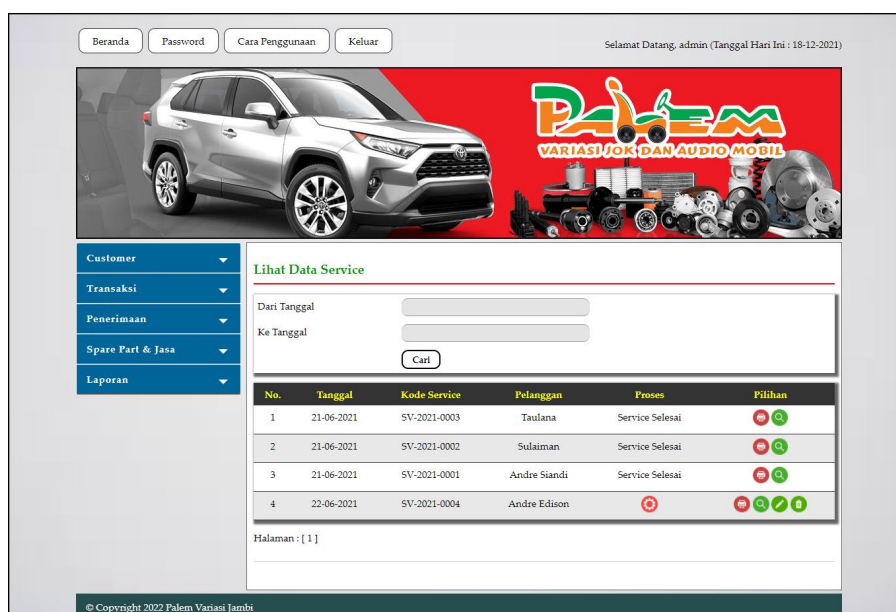 Beranda Password Cara Penggunaan Keluar Selamat Datang, admin (Tanggal Hari Ini : 18-12-2021)
PALEM
VARIASI JOK DAN AUDIO MOBIL
Customer
Transaksi
Penerimaan
Spare Part & Jasa
Laporan
Lihat Data Service
Dari Tanggal
Ke Tanggal
Cari
No. Tanggal Kode Service Pelanggan Proses Pilihan
1 21-06-2021 SV-2021-0003 Taulana Service Selesai
2 21-06-2021 SV-2021-0002 Sulaiman Service Selesai
3 21-06-2021 SV-2021-0001 Andre Siandi Service Selesai
4 22-06-2021 SV-2021-0004 Andre Edison
Halaman : [ 1 ]
© Copyright 2022 Palem Variasi Jambi